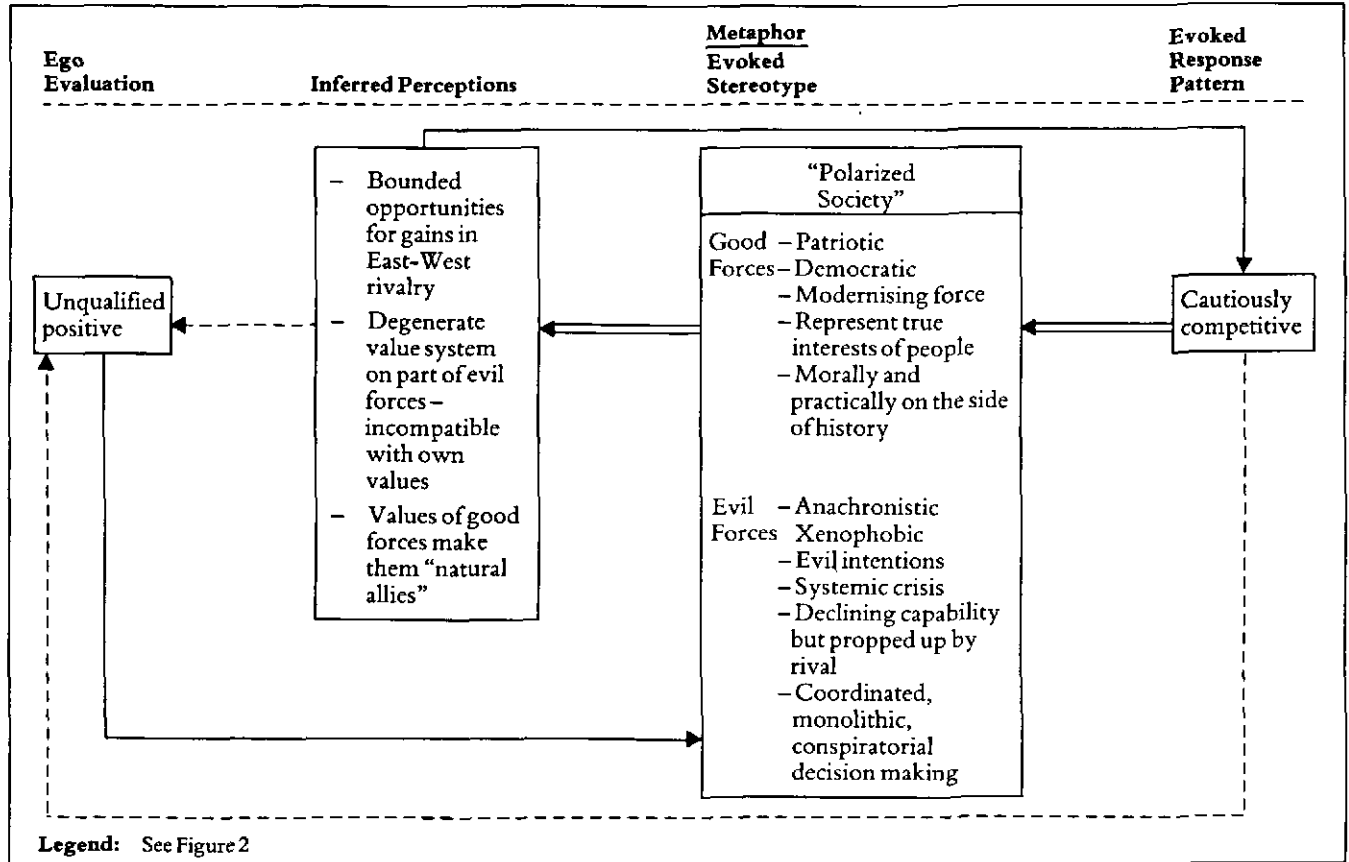 Ego
Evaluation
Inferred Perceptions
Metaphor
Evoked
Stereotype
Evoked
Response
Pattern
Unqualified
positive
– Bounded
opportunities
for gains in
East-West
rivalry
– Degenerate
value system
on part of evil
forces –
incompatible
with own
values
– Values of good
forces make
them “natural
allies”
“Polarized
Society”
Good – Patriotic
Forces – Democratic
– Modernising force
– Represent true
interests of people
– Morally and
practically on the side
of history
Evil – Anachronistic
Forces Xenophobic
– Evil intentions
– Systemic crisis
– Declining capability
but propped up by
rival
– Coordinated,
monolithic,
conspiratorial
decision making
Cautiously
competitive
Legend: See Figure 2